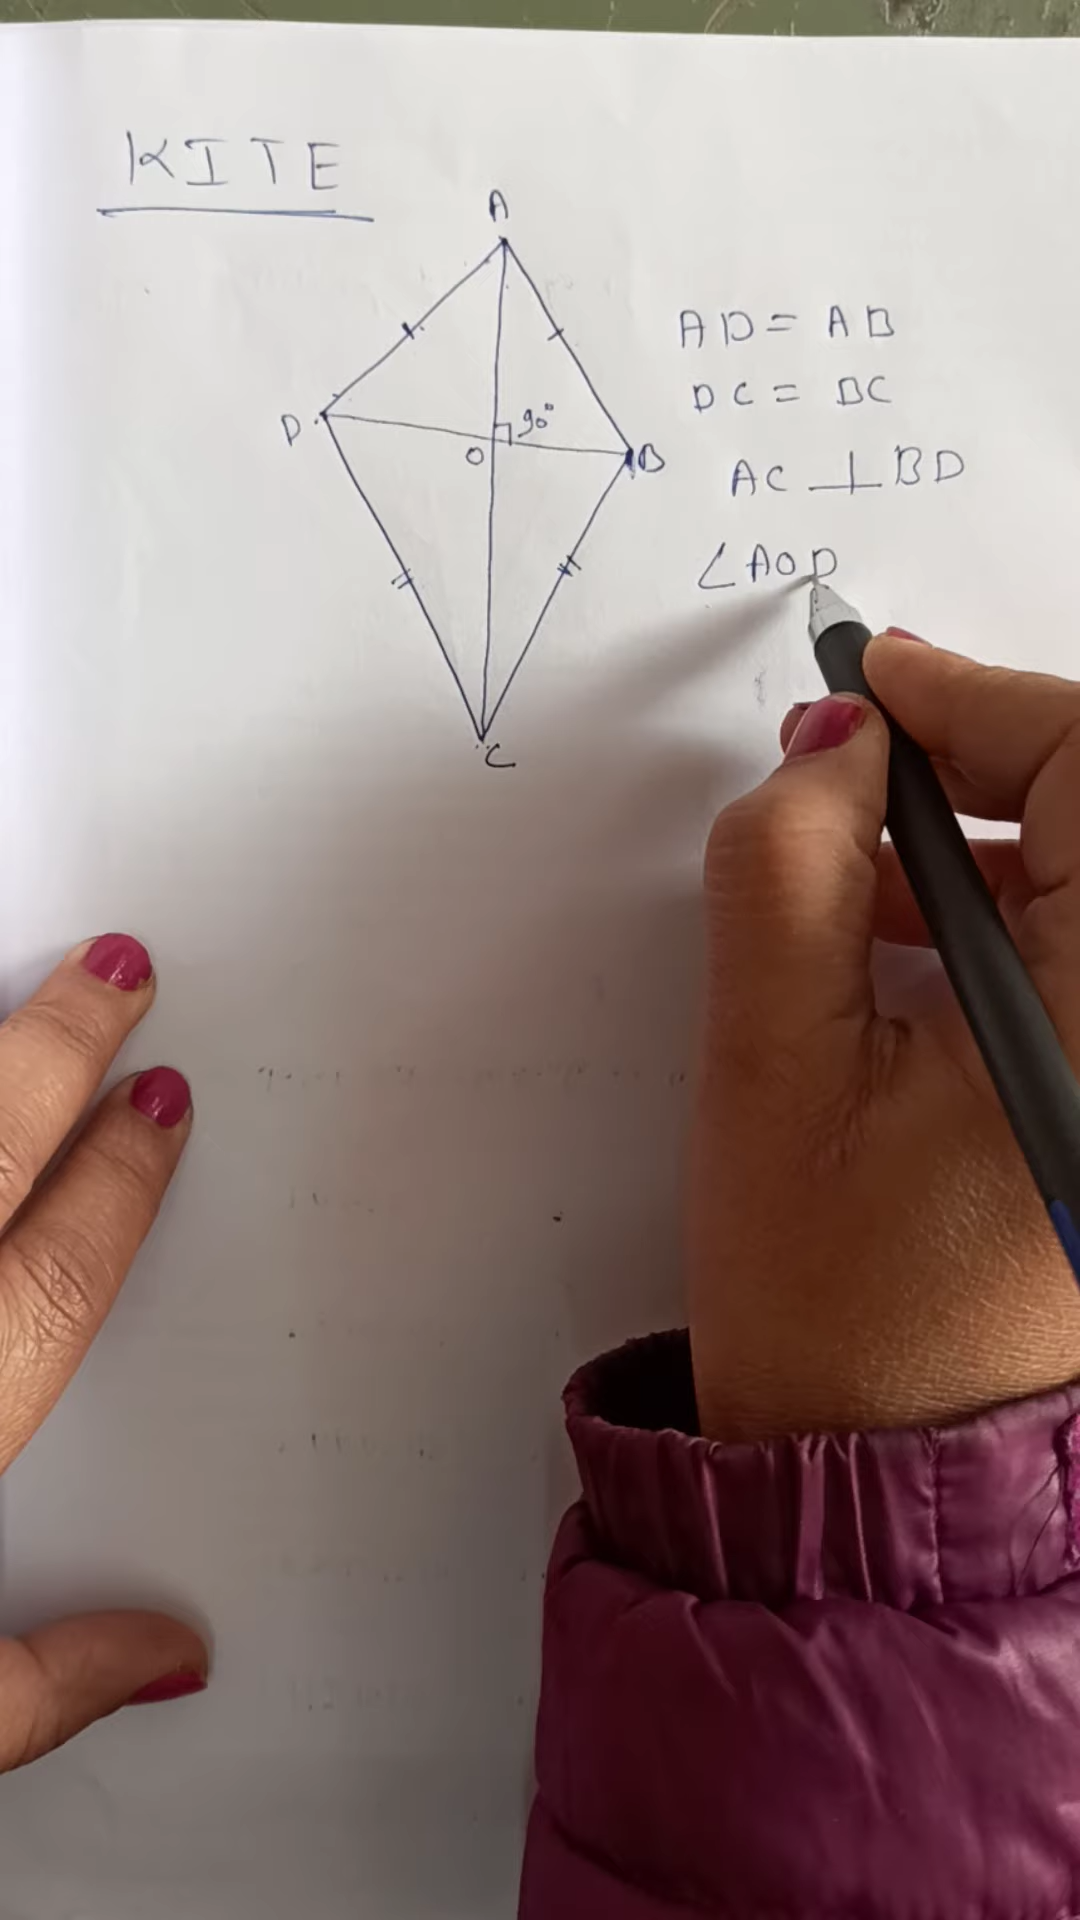 KITE
A
AD = AB
DC = BC
D
90°
O
B
AC ⊥ BD
∠AOD
C